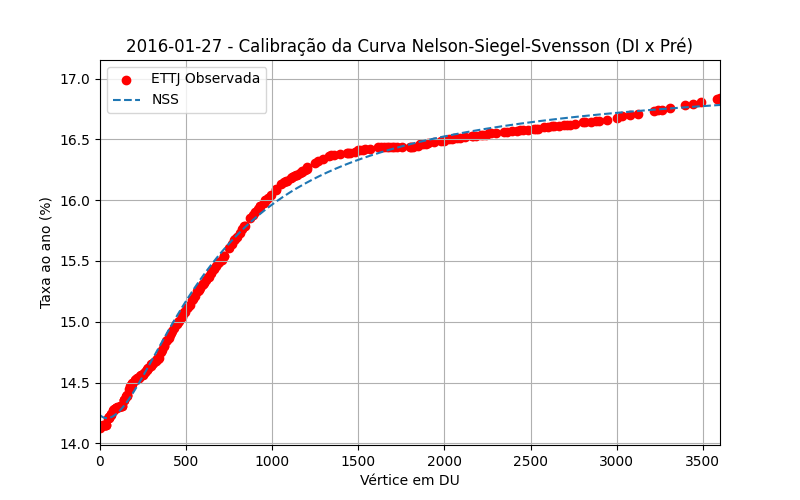 2016-01-27 - Calibração da Curva Nelson-Siegel-Svensson (DI x Pré)
ETTJ Observada
NSS
Taxa ao ano (%)
17.0
16.5
16.0
15.5
15.0
14.5
14.0
0 500 1000 1500 2000 2500 3000 3500
Vértice em DU